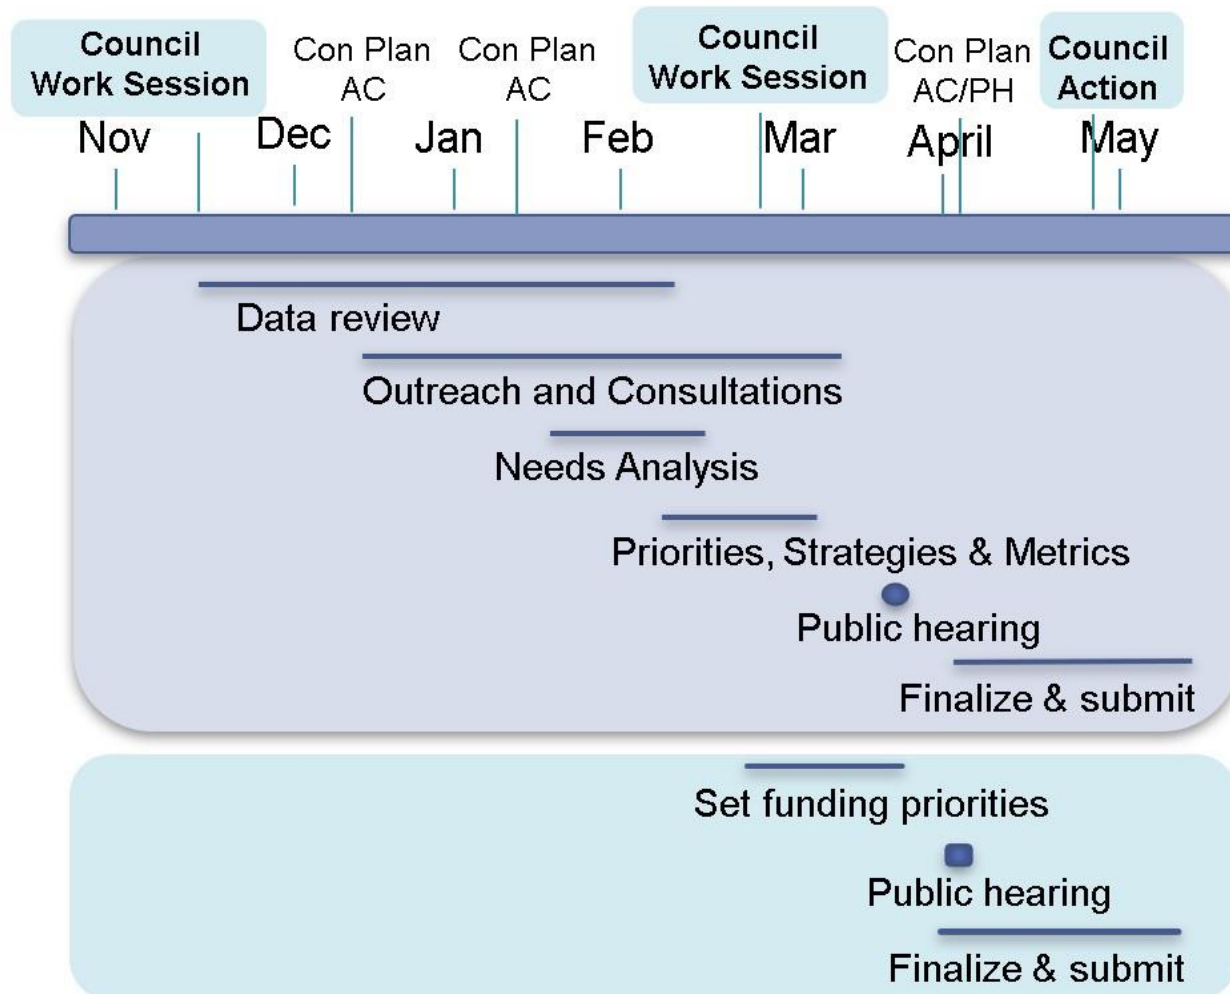 Council
Work Session
Con Plan
AC
Con Plan
AC
Council
Work Session
Con Plan
AC/PH
Council
Action
Nov
Dec
Jan
Feb
Mar
April
May
Data review
Outreach and Consultations
Needs Analysis
Priorities, Strategies & Metrics
Public hearing
Finalize & submit
Set funding priorities
Public hearing
Finalize & submit